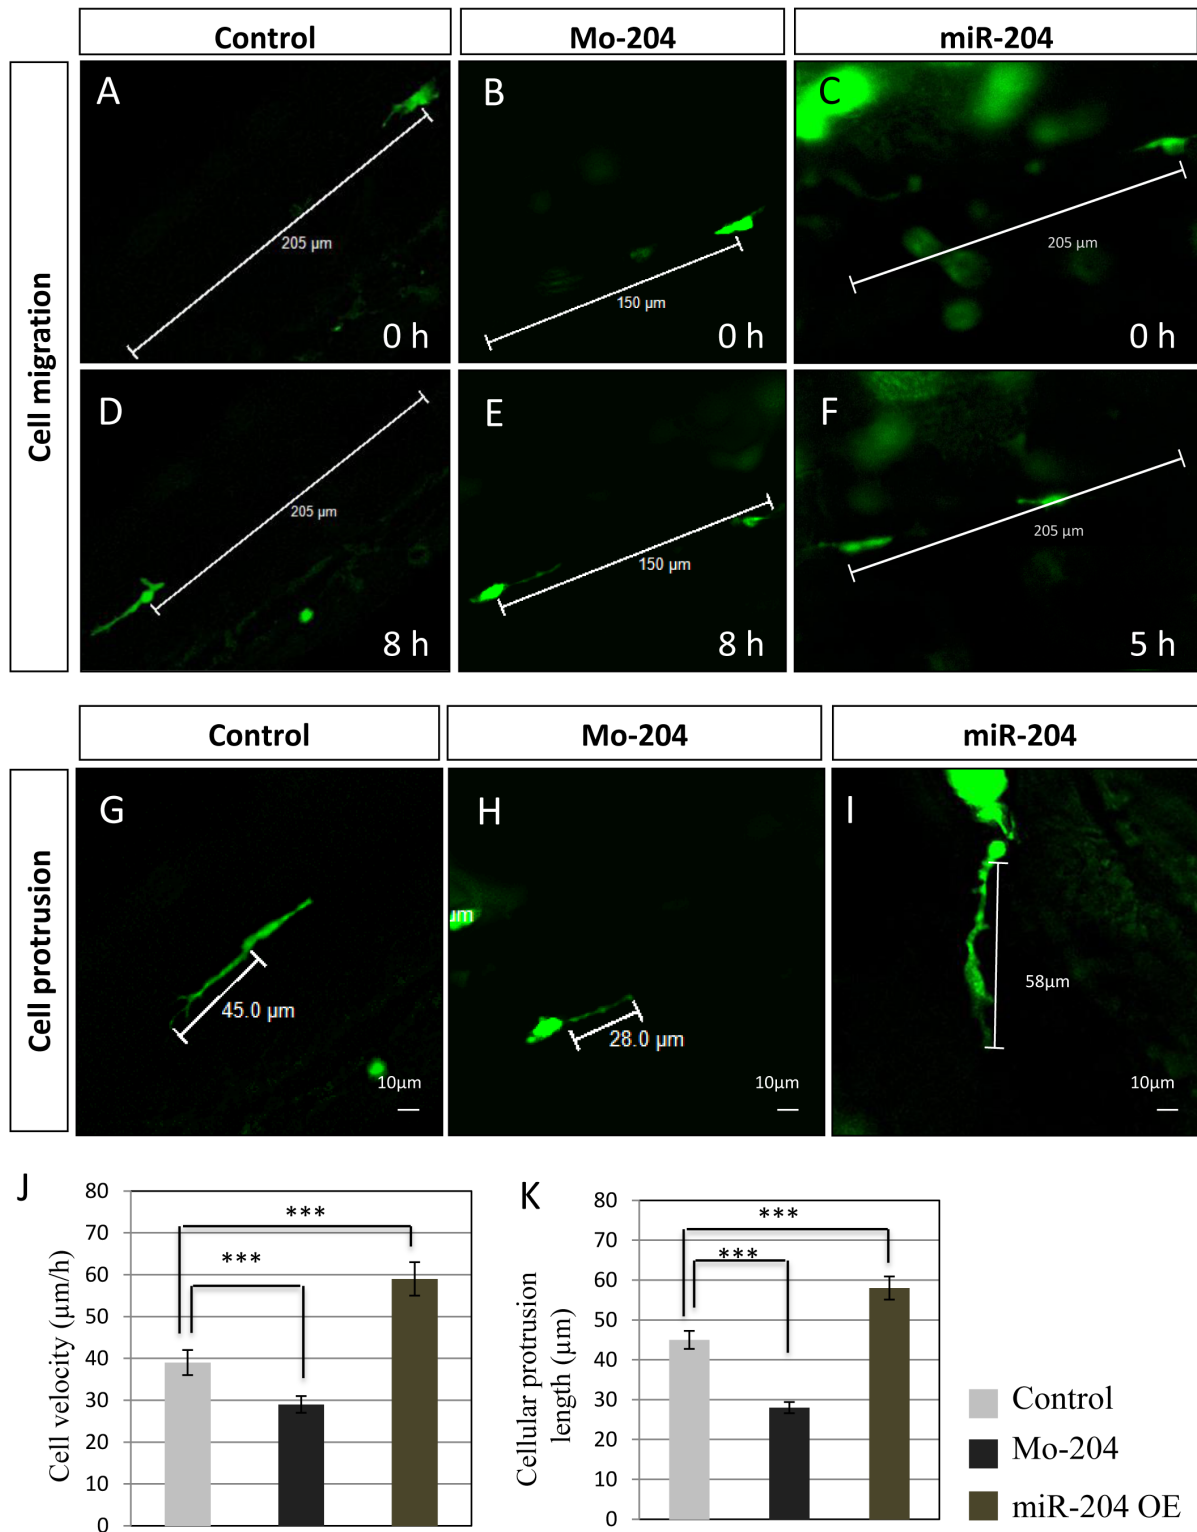 Control
Mo-204
miR-204
Cell migration
A
B
C
205 µm
150 µm
205 µm
0 h
0 h
0 h
D
E
F
205 µm
150 µm
205 µm
8 h
8 h
5 h
Control
Mo-204
miR-204
Cell protrusion
G
H
I
µm
45.0 µm
28.0 µm
58µm
10µm
10µm
10µm
J
Cell velocity (µm/h)
80
70
60
50
40
30
20
10
0
***
***
K
Cellular protrusion
length (µm)
80
70
60
50
40
30
20
10
0
***
***
Control
Mo-204
miR-204 OE